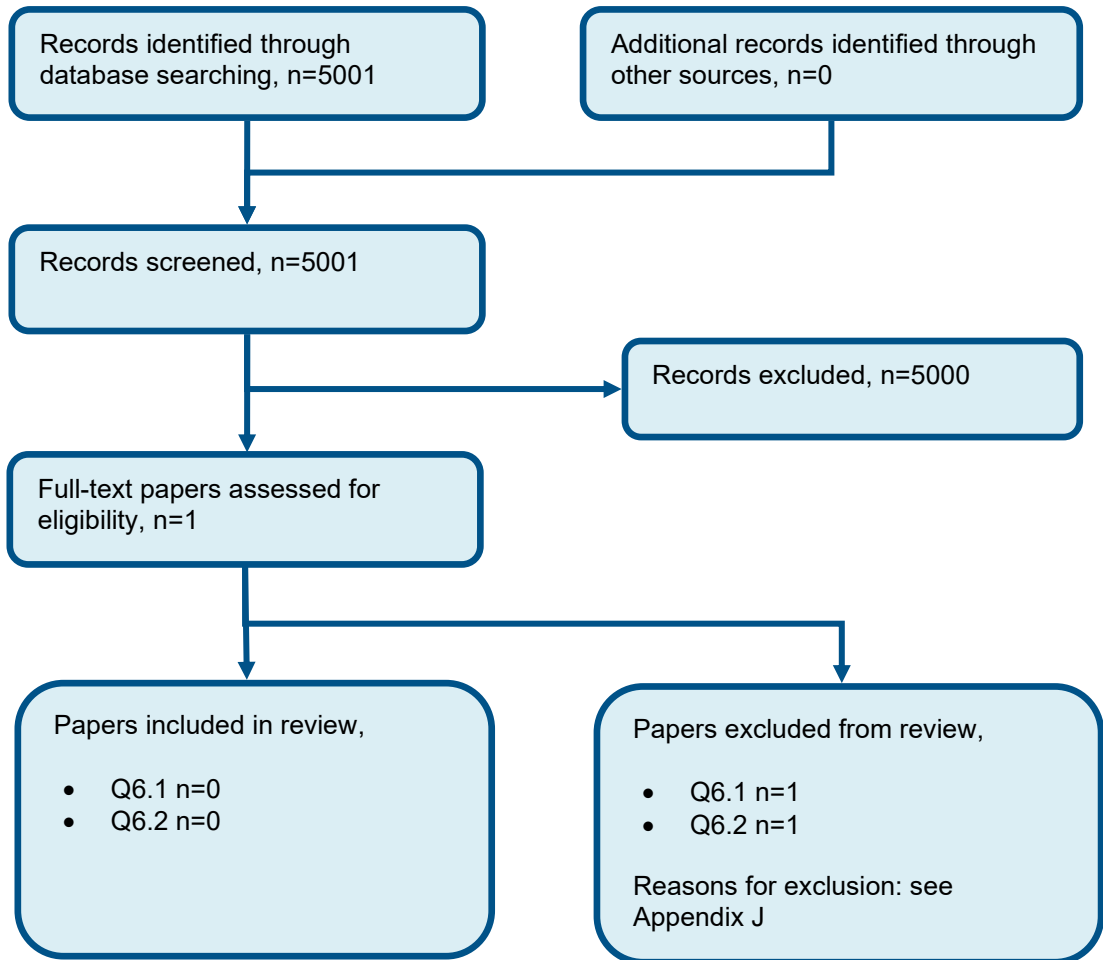 Records identified through
database searching, n=5001
Additional records identified through
other sources, n=0
Records screened, n=5001
Records excluded, n=5000
Full-text papers assessed for
eligibility, n=1
Papers included in review,
• Q6.1 n=0
• Q6.2 n=0
Papers excluded from review,
• Q6.1 n=1
• Q6.2 n=1
Reasons for exclusion: see
Appendix J